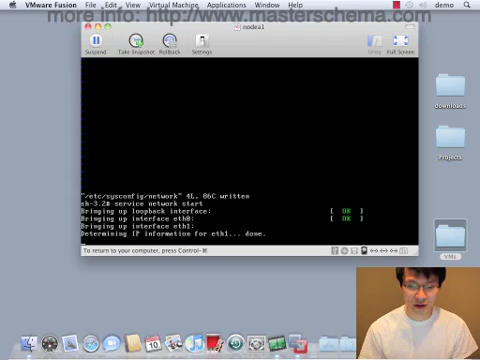 VMware Fusion File Edit View Virtual Machine Applications Window Help demo
more info: http://www.masterschema.com
nodea1
Suspend Take Snapshot Rollback Settings Unity Full Screen
downloads
Projects
"/etc/sysconfig/network" 4L, 86C written
sh-3.2# service network start
Bringing up loopback interface: [ OK ]
Bringing up interface eth0: [ OK ]
Bringing up interface eth1:
Determining IP information for eth1... done.
To return to your computer, press Control-⌘
VMs
10